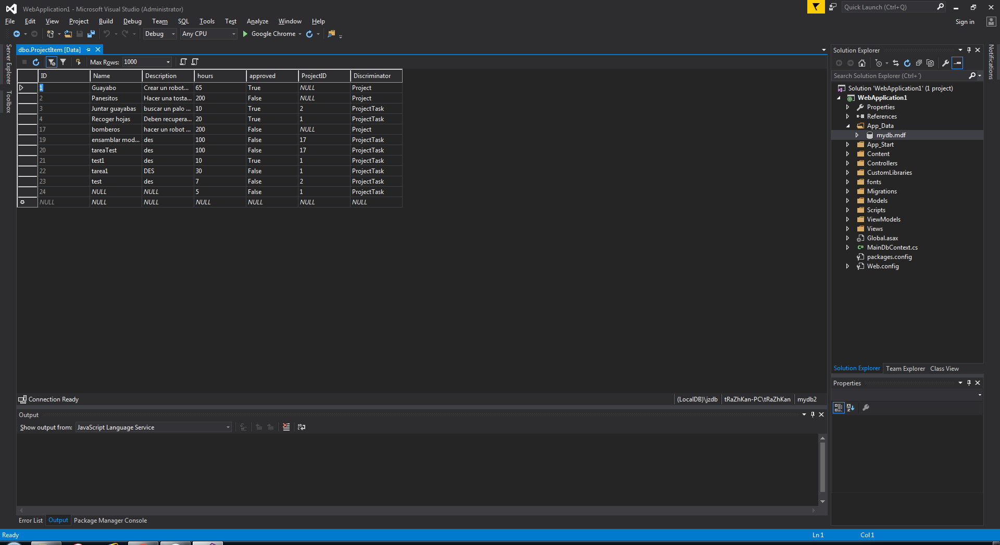 WebApplication1 - Microsoft Visual Studio (Administrator)
Quick Launch (Ctrl+Q)
File Edit View Project Build Debug Team SQL Tools Test Analyze Window Help
Sign in
Debug Any CPU Google Chrome
Server Explorer
Toolbox
dbo.ProjectItem [Data]
Max Rows: 1000
ID Name Description hours approved ProjectID Discriminator
1 Guayabo Crear un robot... 65 True NULL Project
2 Panesitos Hacer una tosta... 200 False NULL Project
3 Juntar guayabas buscar un palo ... 10 True 2 ProjectTask
4 Recoger hojas Deben recupera... 20 True 1 ProjectTask
17 bomberos hacer un robot ... 200 False NULL Project
19 ensamblar mod... des 100 False 17 ProjectTask
20 tareaTest des 100 False 17 ProjectTask
21 test1 des 10 True 1 ProjectTask
22 tarea1 DES 30 False 1 ProjectTask
23 test des 7 False 2 ProjectTask
24 NULL NULL 5 False 1 ProjectTask
NULL NULL NULL NULL NULL NULL NULL
Connection Ready
(LocalDB)\jzdb tRaZhKan-PC\tRaZhKan mydb2
Output
Show output from: JavaScript Language Service
Error List Output Package Manager Console
Solution Explorer
Search Solution Explorer (Ctrl+´)
Solution 'WebApplication1' (1 project)
WebApplication1
Properties
References
App_Data
mydb.mdf
App_Start
Content
Controllers
CustomLibraries
fonts
Migrations
Models
Scripts
ViewModels
Views
Global.asax
C# MainDbContext.cs
packages.config
Web.config
Solution Explorer Team Explorer Class View
Properties
Notifications
Ready
Ln 1 Col 1